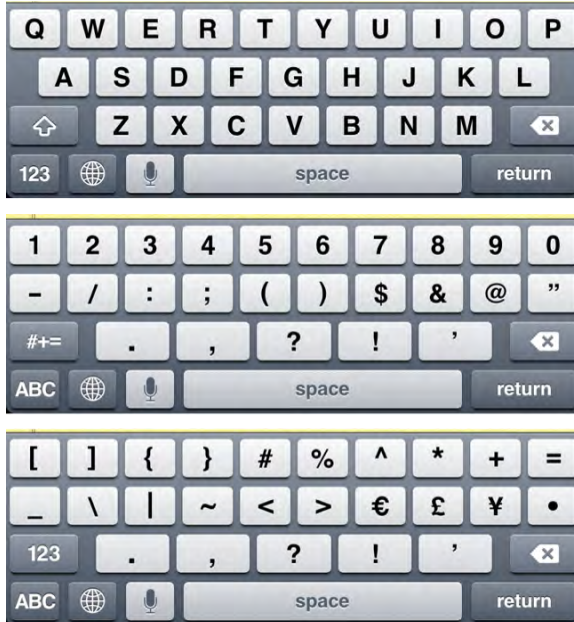 Q W E R T Y U I O P
A S D F G H J K L
Z X C V B N M
123 space return
1 2 3 4 5 6 7 8 9 0
- / : ; ( ) $ & @ ”
#+= . , ? ! ’
ABC space return
[ ] { } # % ^ * + =
_ \ | ~ < > € £ ¥ •
123 . , ? ! ’
ABC space return